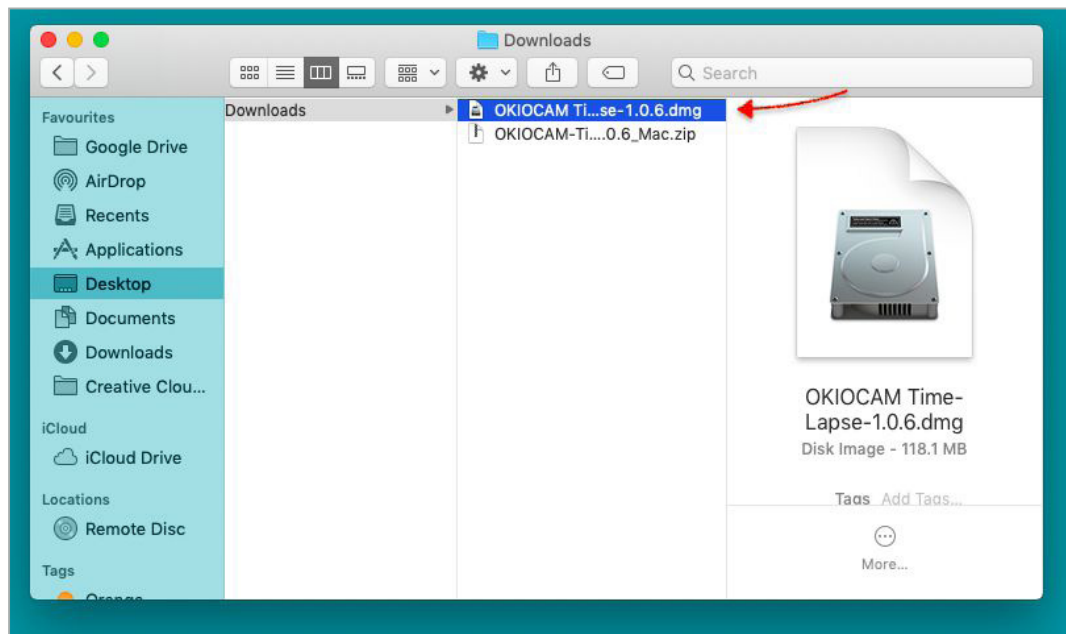 Downloads
Search
Favourites
Google Drive
AirDrop
Recents
Applications
Desktop
Documents
Downloads
Creative Clou...
iCloud
iCloud Drive
Locations
Remote Disc
Tags
Orange
Downloads
OKIOCAM Ti...se-1.0.6.dmg
OKIOCAM-Ti....0.6_Mac.zip
OKIOCAM Time-
Lapse-1.0.6.dmg
Disk Image - 118.1 MB
Tags Add Tags...
More...